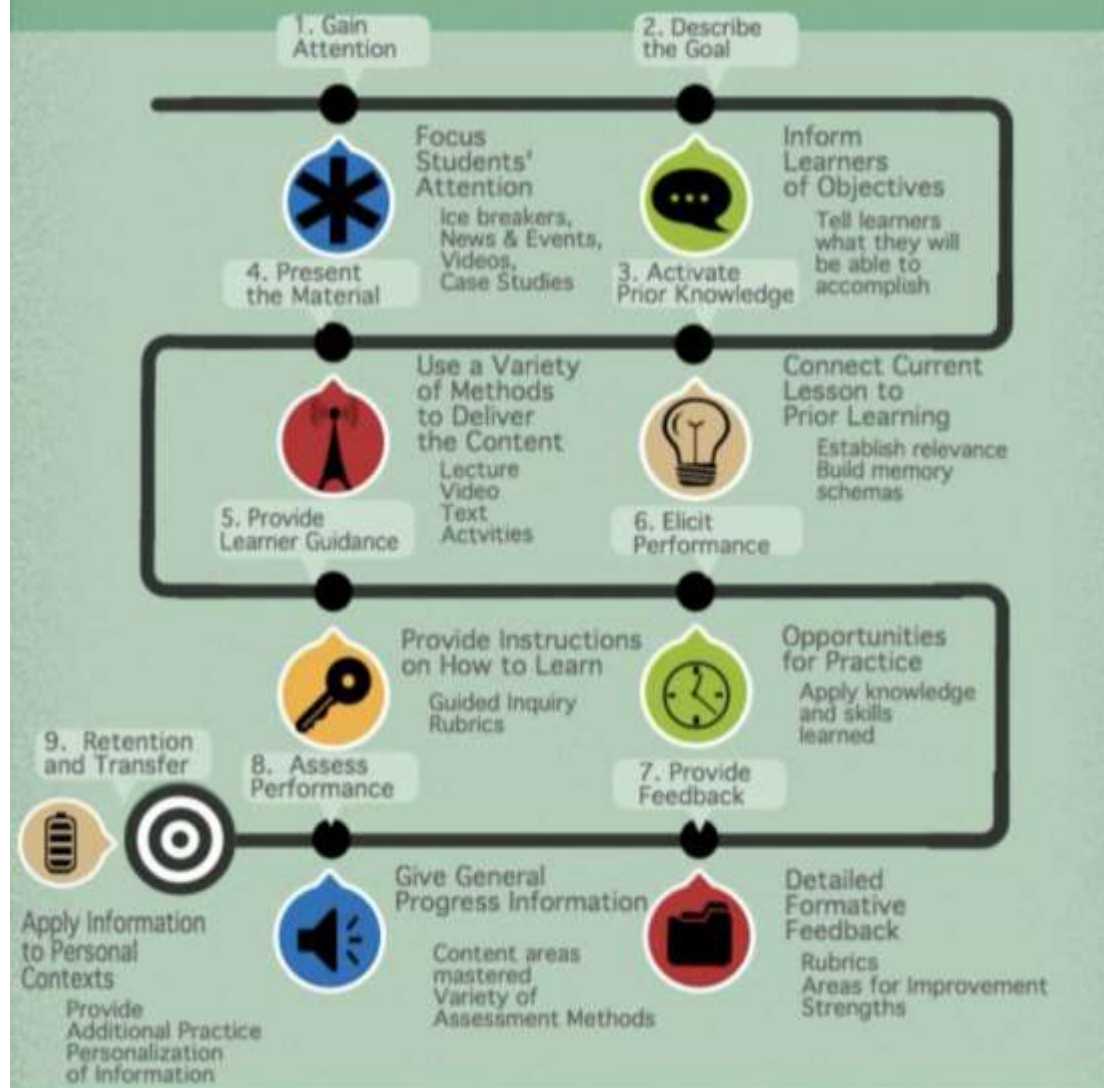 1. Gain
Attention
Focus
Students'
Attention
Ice breakers,
News & Events,
Videos,
Case Studies
2. Describe
the Goal
Inform
Learners
of Objectives
Tell learners
what they will
be able to
accomplish
3. Activate
Prior Knowledge
Connect Current
Lesson to
Prior Learning
Establish relevance
Build memory
schemas
4. Present
the Material
Use a Variety
of Methods
to Deliver
the Content
Lecture
Video
Text
Actvities
5. Provide
Learner Guidance
Provide Instructions
on How to Learn
Guided Inquiry
Rubrics
6. Elicit
Performance
Opportunities
for Practice
Apply knowledge
and skills
learned
7. Provide
Feedback
Detailed
Formative
Feedback
Rubrics
Areas for Improvement
Strengths
8. Assess
Performance
Give General
Progress Information
Content areas
mastered
Variety of
Assessment Methods
9. Retention
and Transfer
Apply Information
to Personal
Contexts
Provide
Additional Practice
Personalization
of Information